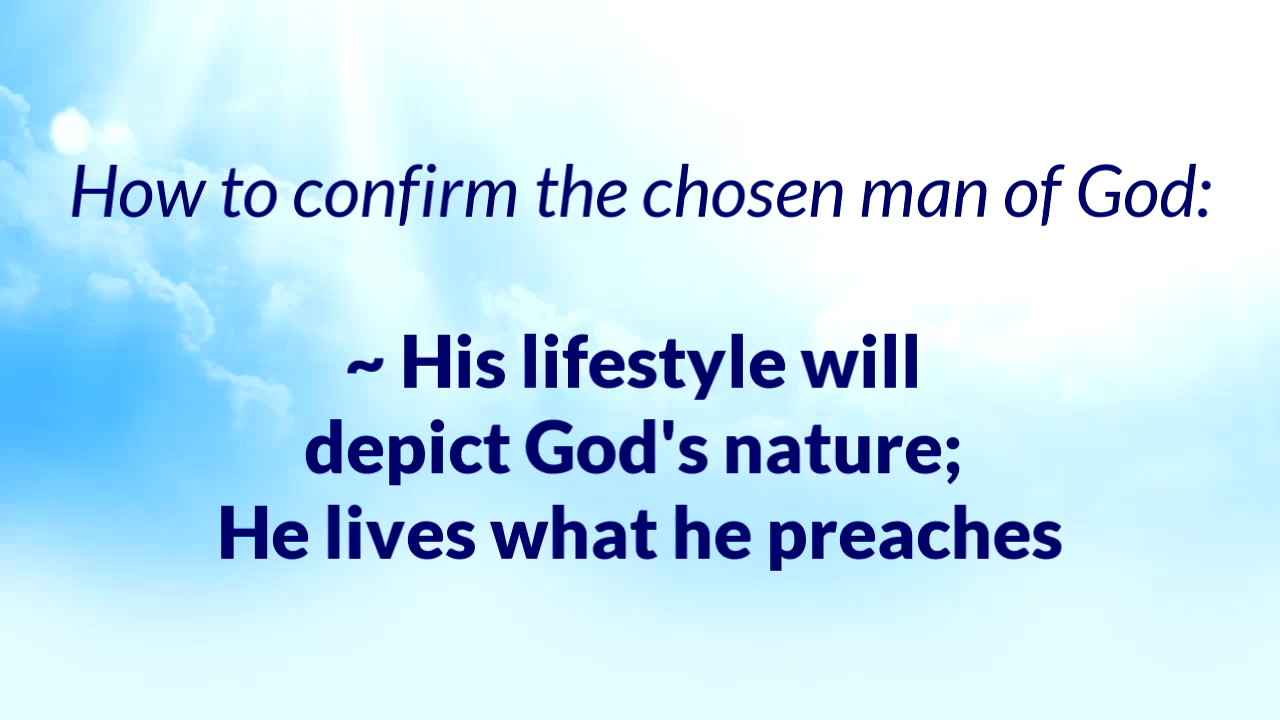 How to confirm the chosen man of God:
~ His lifestyle will
depict God's nature;
He lives what he preaches